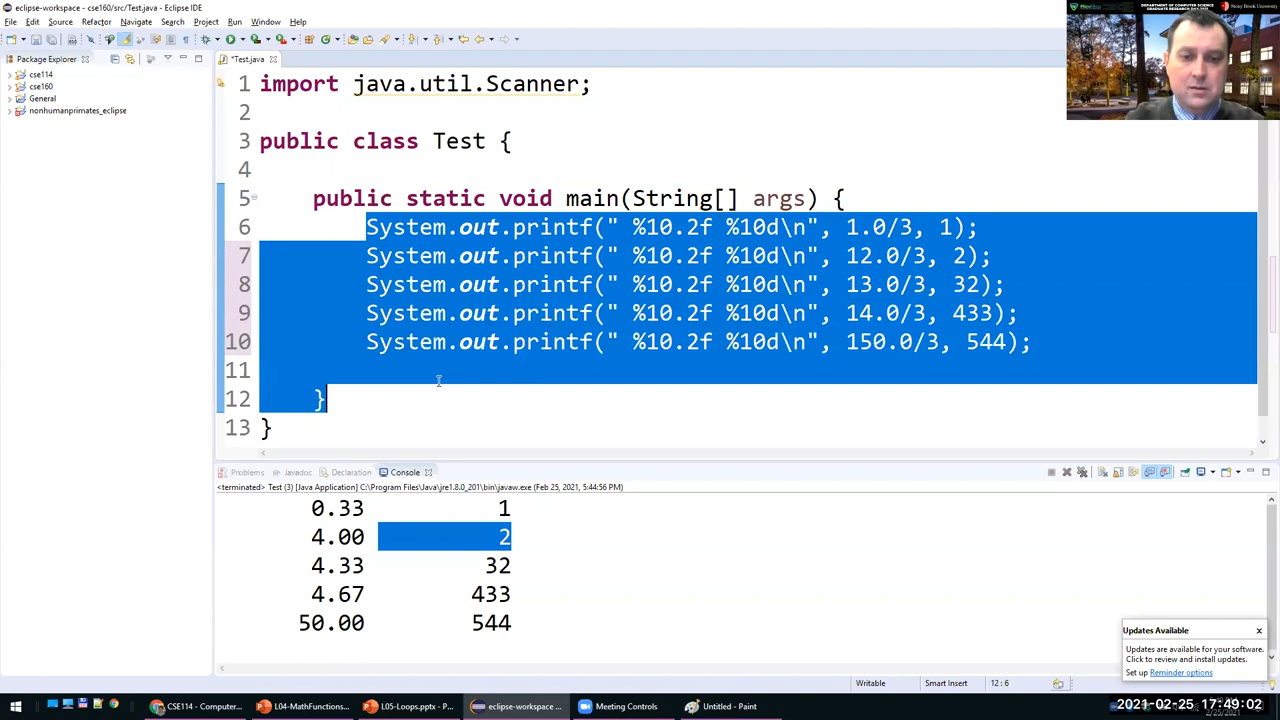 eclipse-workspace - cse160/src/Test.java - Eclipse IDE
File Edit Source Refactor Navigate Search Project Run Window Help
DEPARTMENT OF COMPUTER SCIENCE
Stony Brook University
Package Explorer
*Test.java
cse114
cse160
General
nonhumanprimates_eclipse
1 import java.util.Scanner;
2
3 public class Test {
4
5 public static void main(String[] args) {
6 System.out.printf(" %10.2f %10d\n", 1.0/3, 1);
7 System.out.printf(" %10.2f %10d\n", 12.0/3, 2);
8 System.out.printf(" %10.2f %10d\n", 13.0/3, 32);
9 System.out.printf(" %10.2f %10d\n", 14.0/3, 433);
10 System.out.printf(" %10.2f %10d\n", 150.0/3, 544);
11
12 }
13 }
Problems Javadoc Declaration Console
<terminated> Test (3) [Java Application] C:\Program Files\Java\jre1.8.0_201\bin\javaw.exe (Feb 25, 2021, 5:44:56 PM)
0.33 1
4.00 2
4.33 32
4.67 433
50.00 544
Updates Available
Updates are available for your software.
Click to review and install updates.
Set up Reminder options
Writable Smart Insert 12 : 6
CSE114 - Computer... L04-MathFunctions... L05-Loops.ppt - P... eclipse-workspace ... Meeting Controls Untitled - Paint
2021-02-25 17:49:02